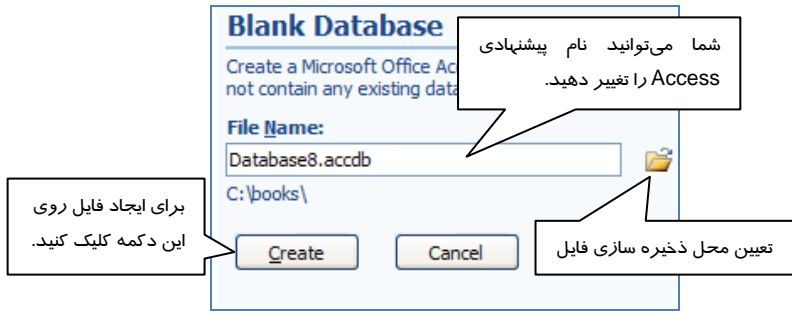 Blank Database
شما می‌توانید نام پیشنهادی
Access را تغییر دهید.
Create a Microsoft Office
not contain any existing data
File Name:
Database8.accdb
C:\books\
برای ایجاد فایل روی
این دکمه کلیک کنید.
Create
Cancel
تعیین محل ذخیره سازی فایل